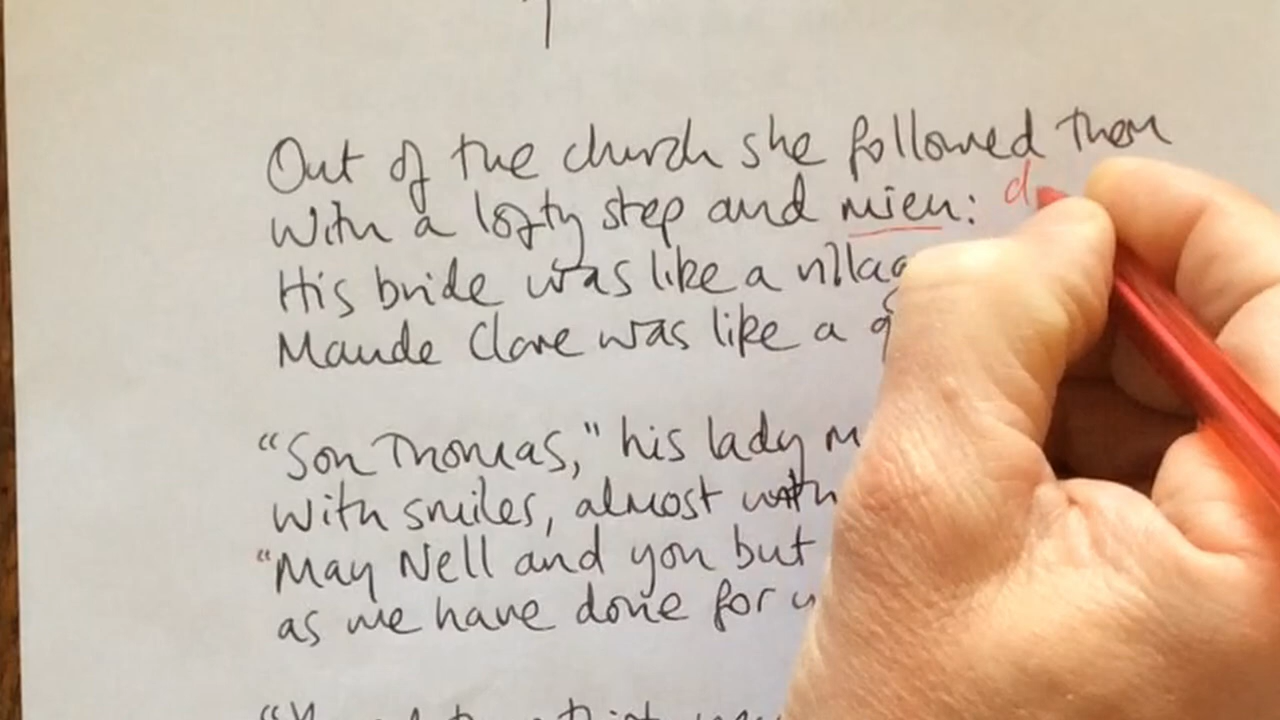 Out of the church she followed them
With a lofty step and mien: d
His bride was like a villag
Maude Clare was like a q
"Son Thomas," his lady m
With smiles, almost with
"May Nell and you but
as we have done for